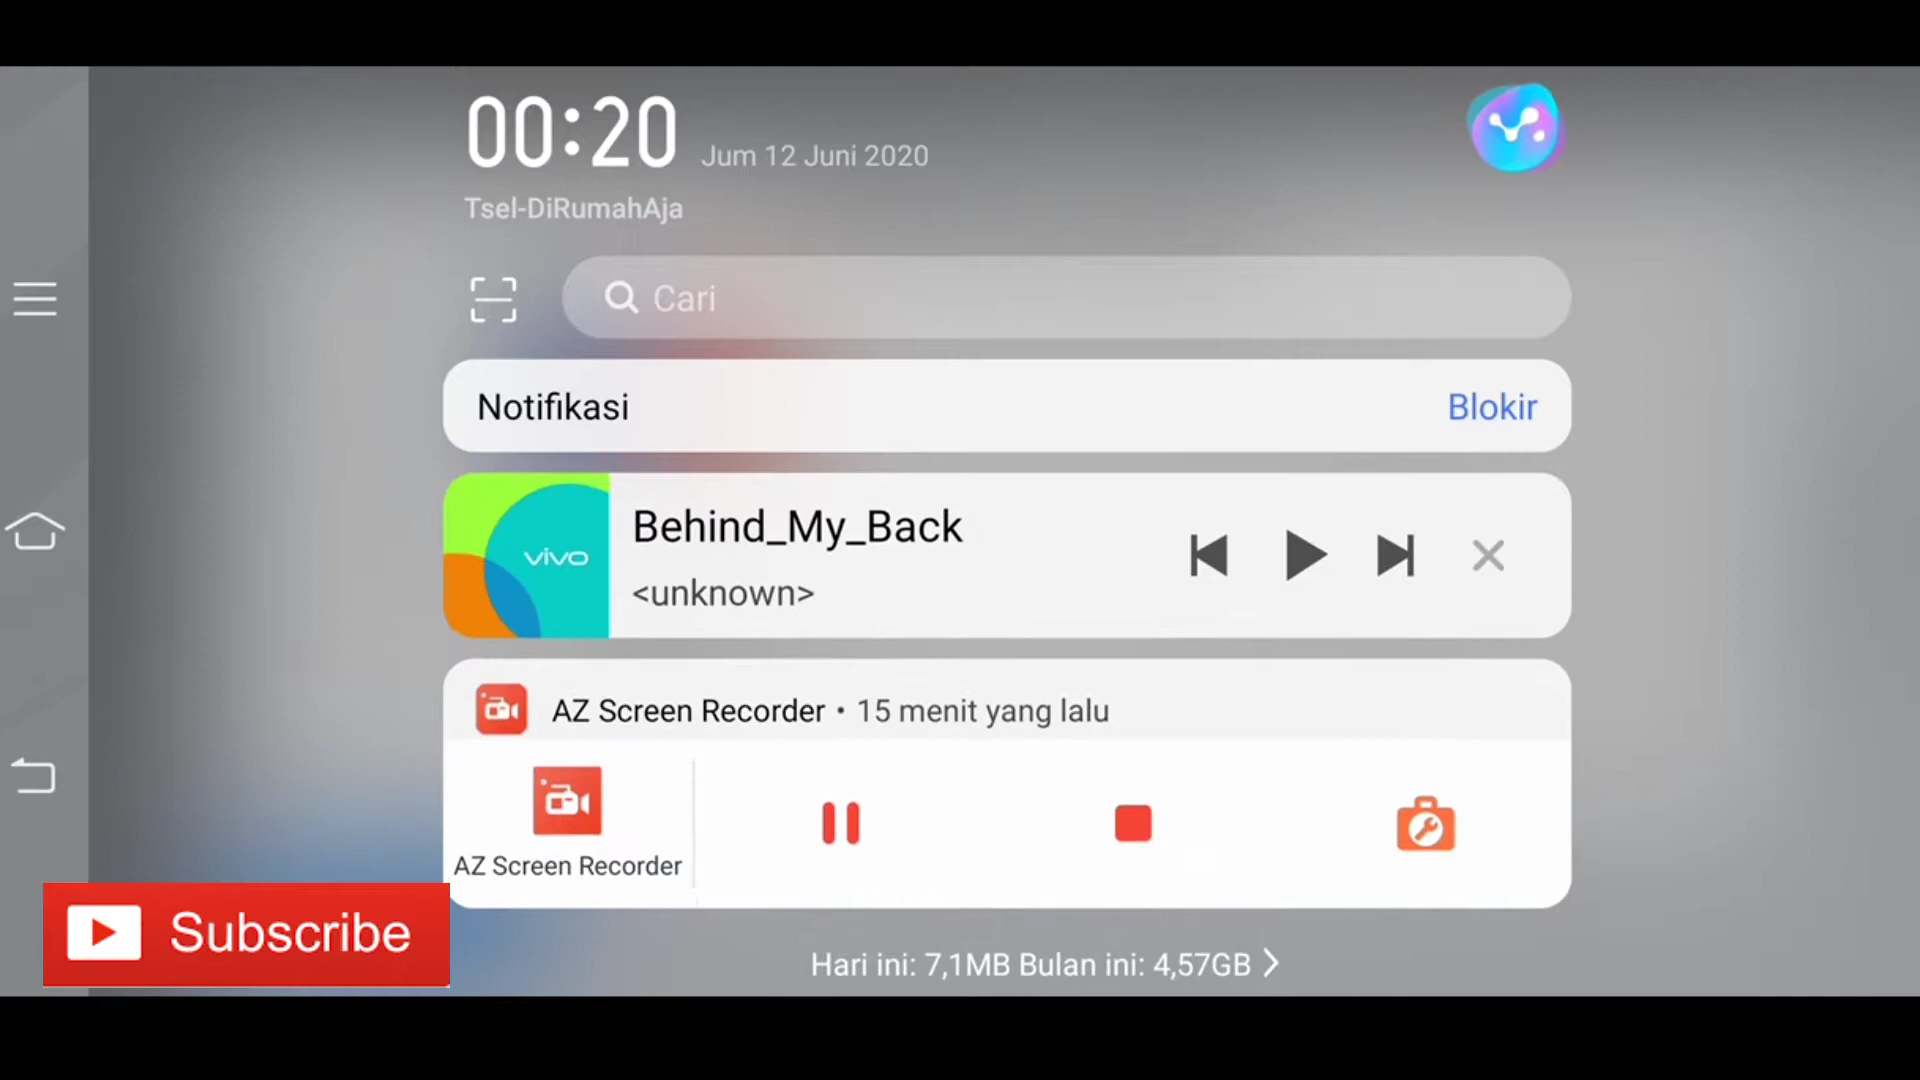 00:20 Jum 12 Juni 2020
Tsel-DiRumahAja
Cari
Notifikasi Blokir
vivo
Behind_My_Back
<unknown>
AZ Screen Recorder • 15 menit yang lalu
AZ Screen Recorder
Subscribe
Hari ini: 7,1MB Bulan ini: 4,57GB